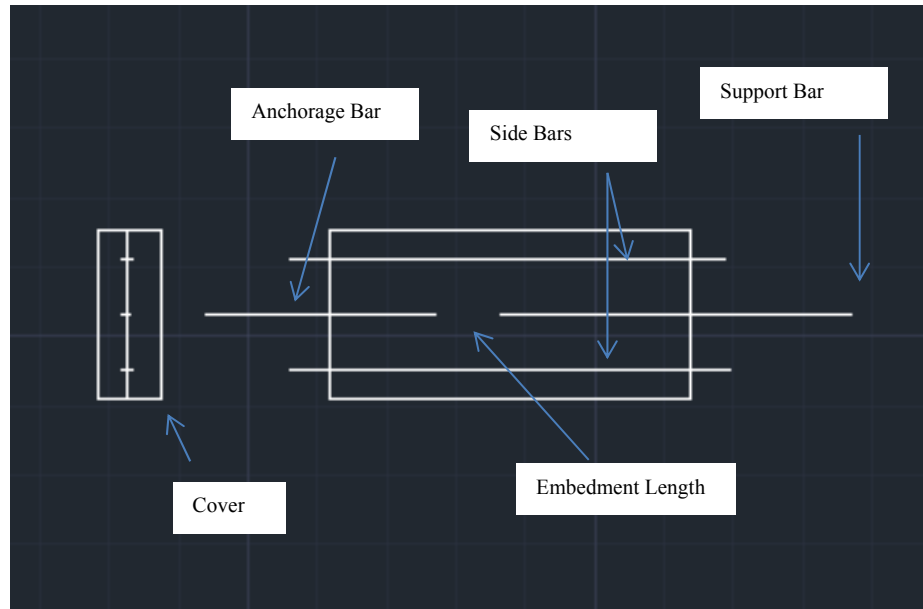 Support Bar
Anchorage Bar
Side Bars
Embedment Length
Cover